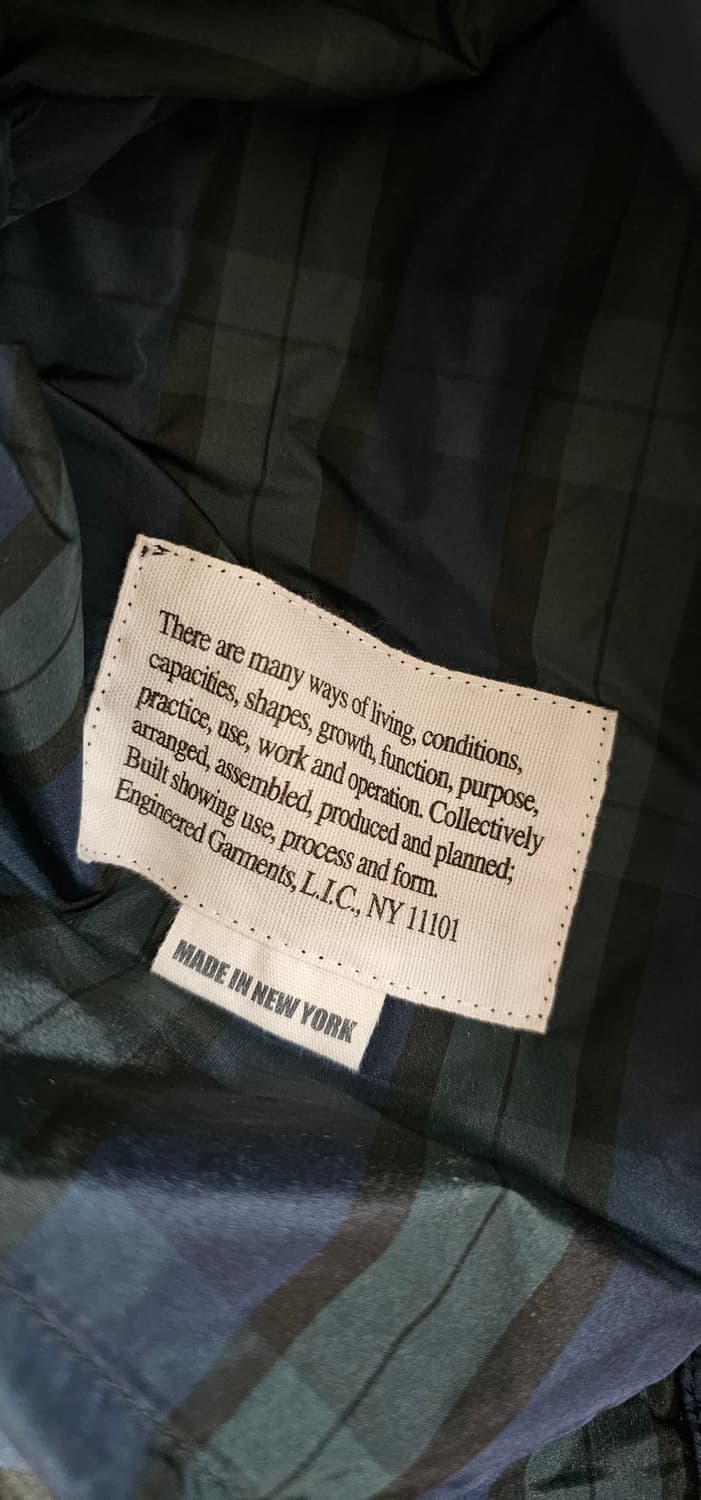 There are many ways of living, conditions,
capacities, shapes, growth, function, purpose,
practice, use, work and operation. Collectively
arranged, assembled, produced and planned;
Built showing use, process and form.
Engineered Garments, L.I.C., NY 11101
MADE IN NEW YORK